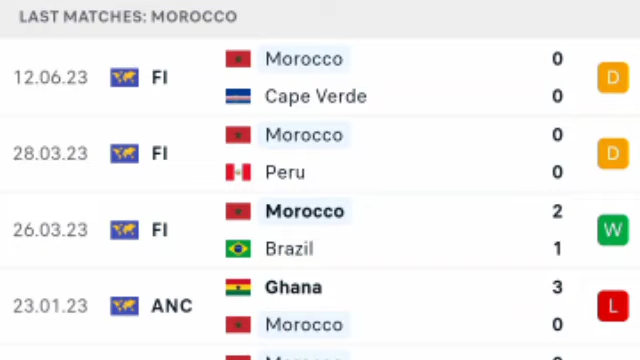 LAST MATCHES: MOROCCO
12.06.23 FI Morocco 0 D
Cape Verde 0
28.03.23 FI Morocco 0 D
Peru 0
26.03.23 FI Morocco 2 W
Brazil 1
23.01.23 ANC Ghana 3 L
Morocco 0